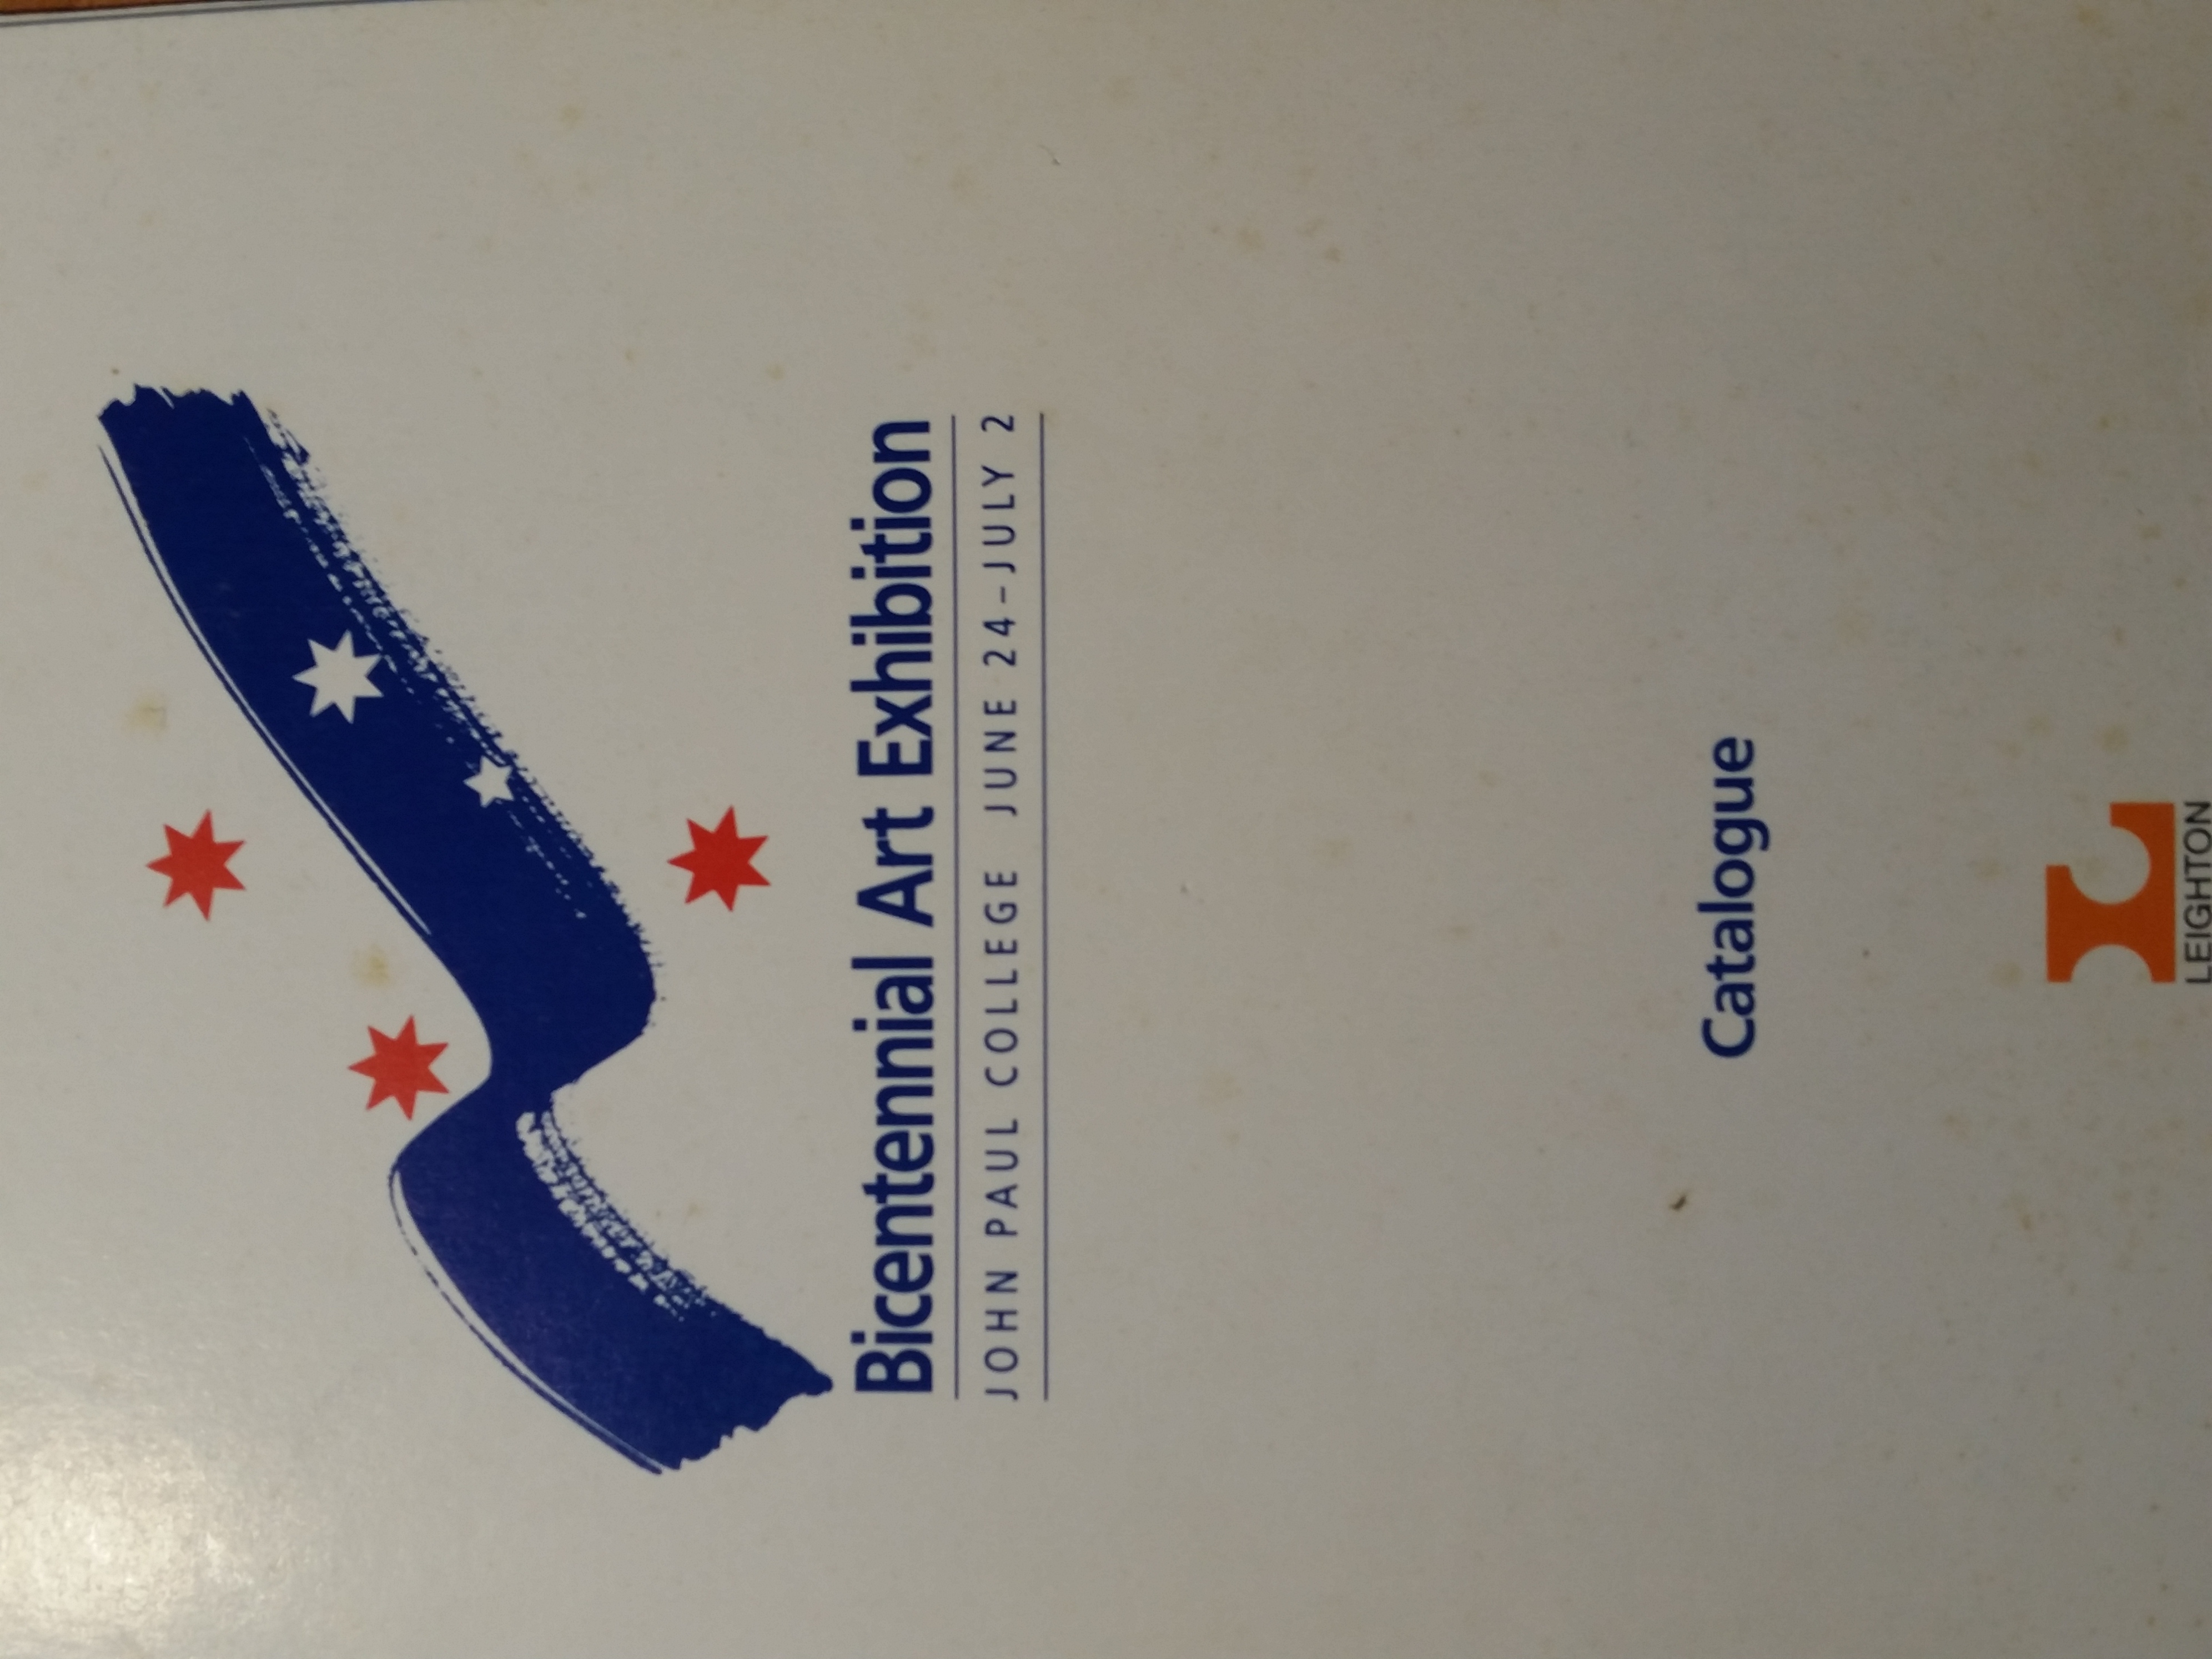 Bicentennial Art Exhibition
JOHN PAUL COLLEGE JUNE 24–JULY 2
Catalogue
LEIGHTON